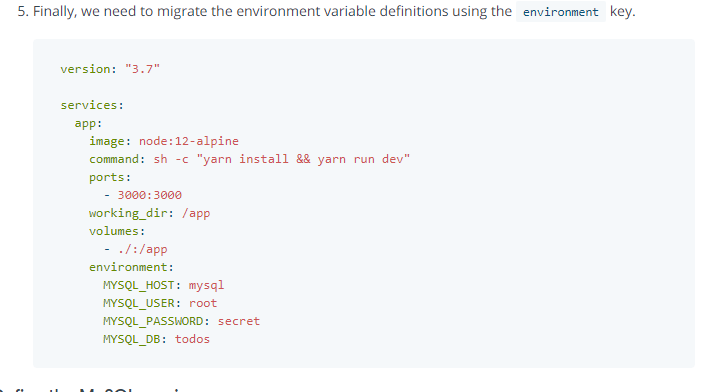 5. Finally, we need to migrate the environment variable definitions using the environment key.
version: "3.7"
services:
  app:
    image: node:12-alpine
    command: sh -c "yarn install && yarn run dev"
    ports:
      - 3000:3000
    working_dir: /app
    volumes:
      - ./:/app
    environment:
      MYSQL_HOST: mysql
      MYSQL_USER: root
      MYSQL_PASSWORD: secret
      MYSQL_DB: todos